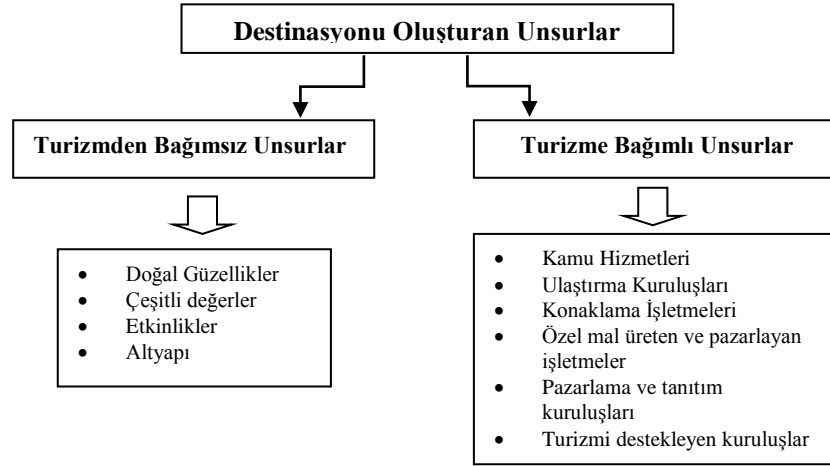 Destinasyonu Oluşturan Unsurlar
Turizmden Bağımsız Unsurlar
Turizme Bağımlı Unsurlar
• Doğal Güzellikler
• Çeşitli değerler
• Etkinlikler
• Altyapı
• Kamu Hizmetleri
• Ulaştırma Kuruluşları
• Konaklama İşletmeleri
• Özel mal üreten ve pazarlayan
işletmeler
• Pazarlama ve tanıtım
kuruluşları
• Turizmi destekleyen kuruluşlar